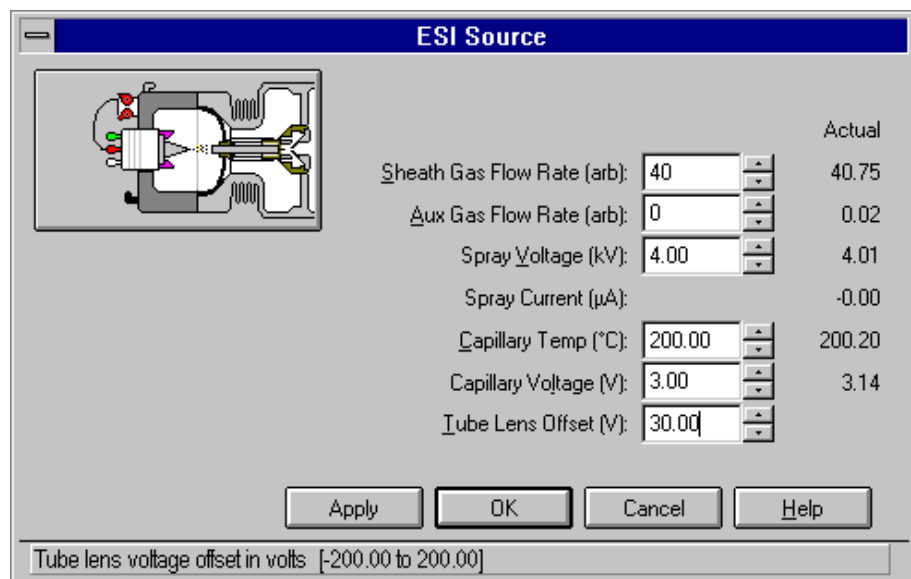 ESI Source
Actual
Sheath Gas Flow Rate (arb): 40 40.75
Aux Gas Flow Rate (arb): 0 0.02
Spray Voltage (kV): 4.00 4.01
Spray Current (µA): -0.00
Capillary Temp (°C): 200.00 200.20
Capillary Voltage (V): 3.00 3.14
Tube Lens Offset (V): 30.00
Apply OK Cancel Help
Tube lens voltage offset in volts [-200.00 to 200.00]